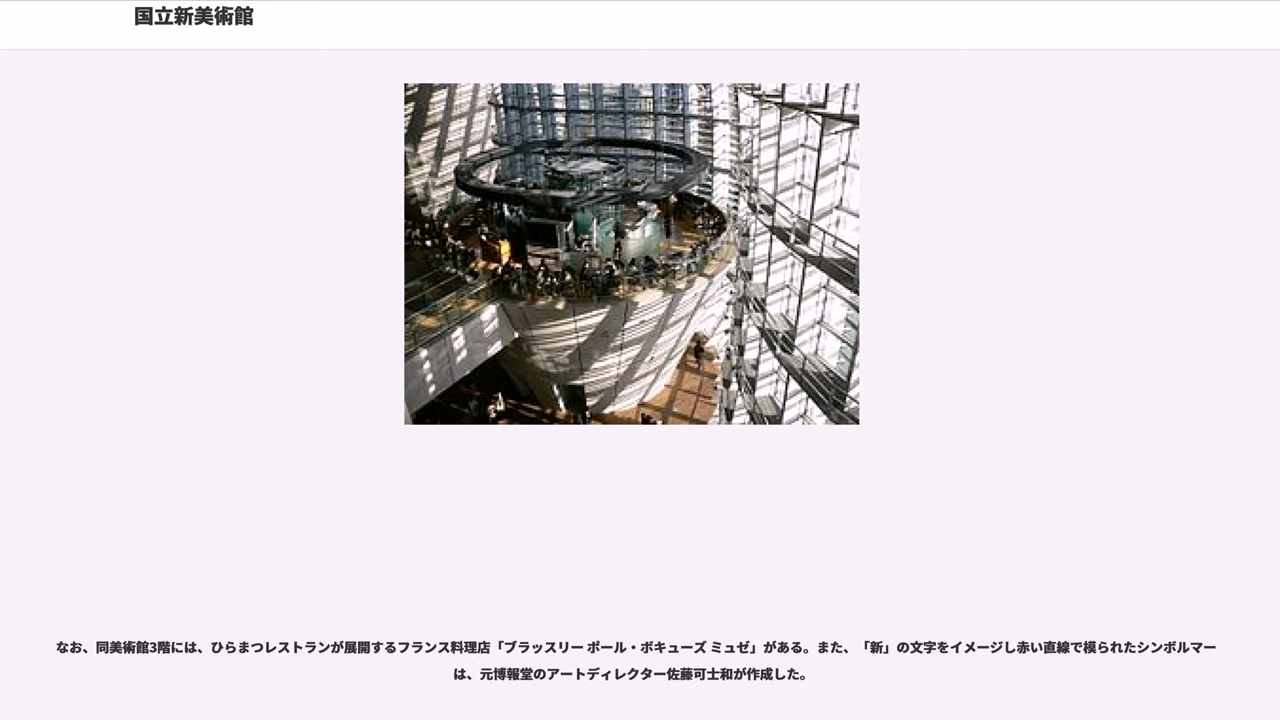 国立新美術館
なお、同美術館3階には、ひらまつレストランが展開するフランス料理店「ブラッスリー ポール・ボキューズ ミュゼ」がある。また、「新」の文字をイメージし赤い直線で模られたシンボルマー
は、元博報堂のアートディレクター佐藤可士和が作成した。